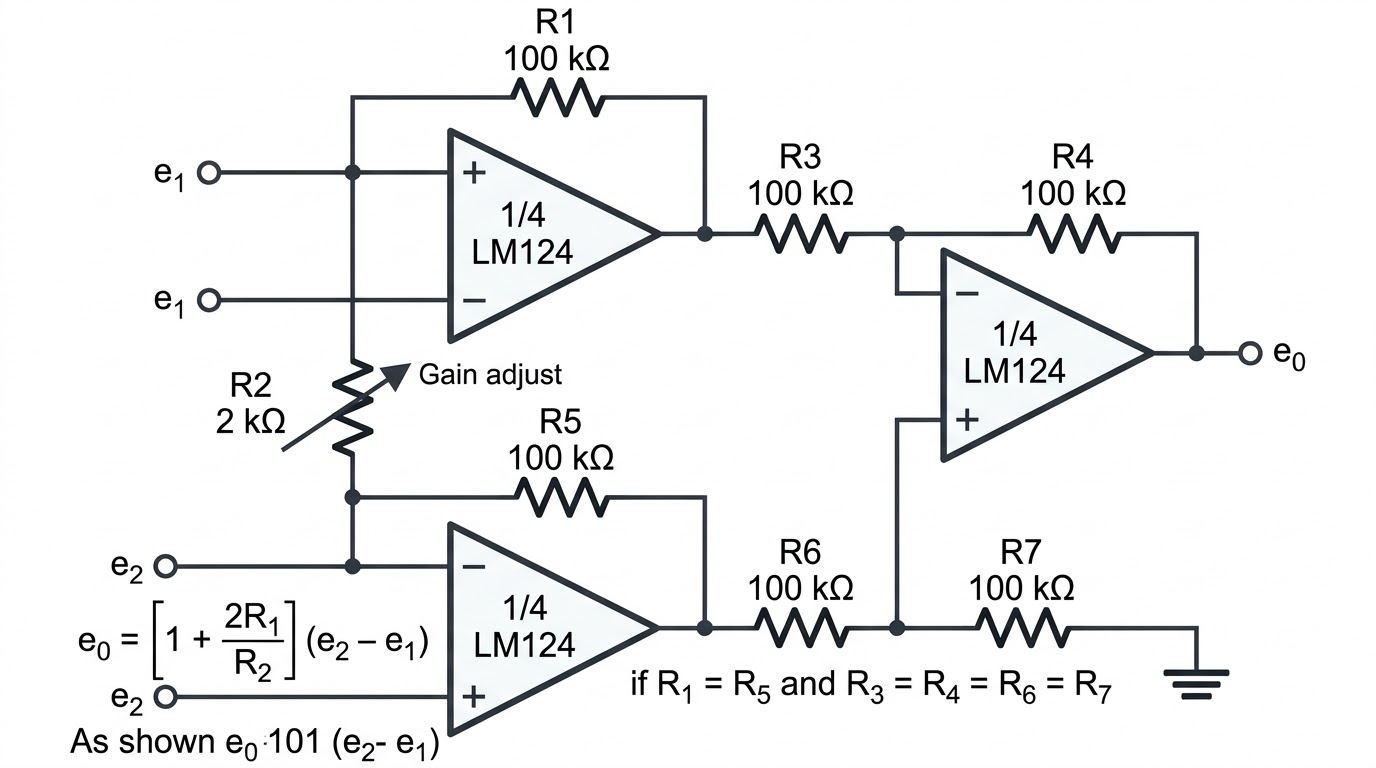 R1
100 kΩ
e₁
+
1/4
LM124
e₁
−
R3
100 kΩ
R4
100 kΩ
−
1/4
LM124
+
e₀
R2
2 kΩ
Gain adjust
R5
100 kΩ
e₂
−
1/4
LM124
e₀ = [1 + 2R₁/R₂] (e₂ – e₁)
e₂
+
R6
100 kΩ
R7
100 kΩ
if R₁ = R₅ and R₃ = R₄ = R₆ = R₇
As shown e₀·101 (e₂- e₁)